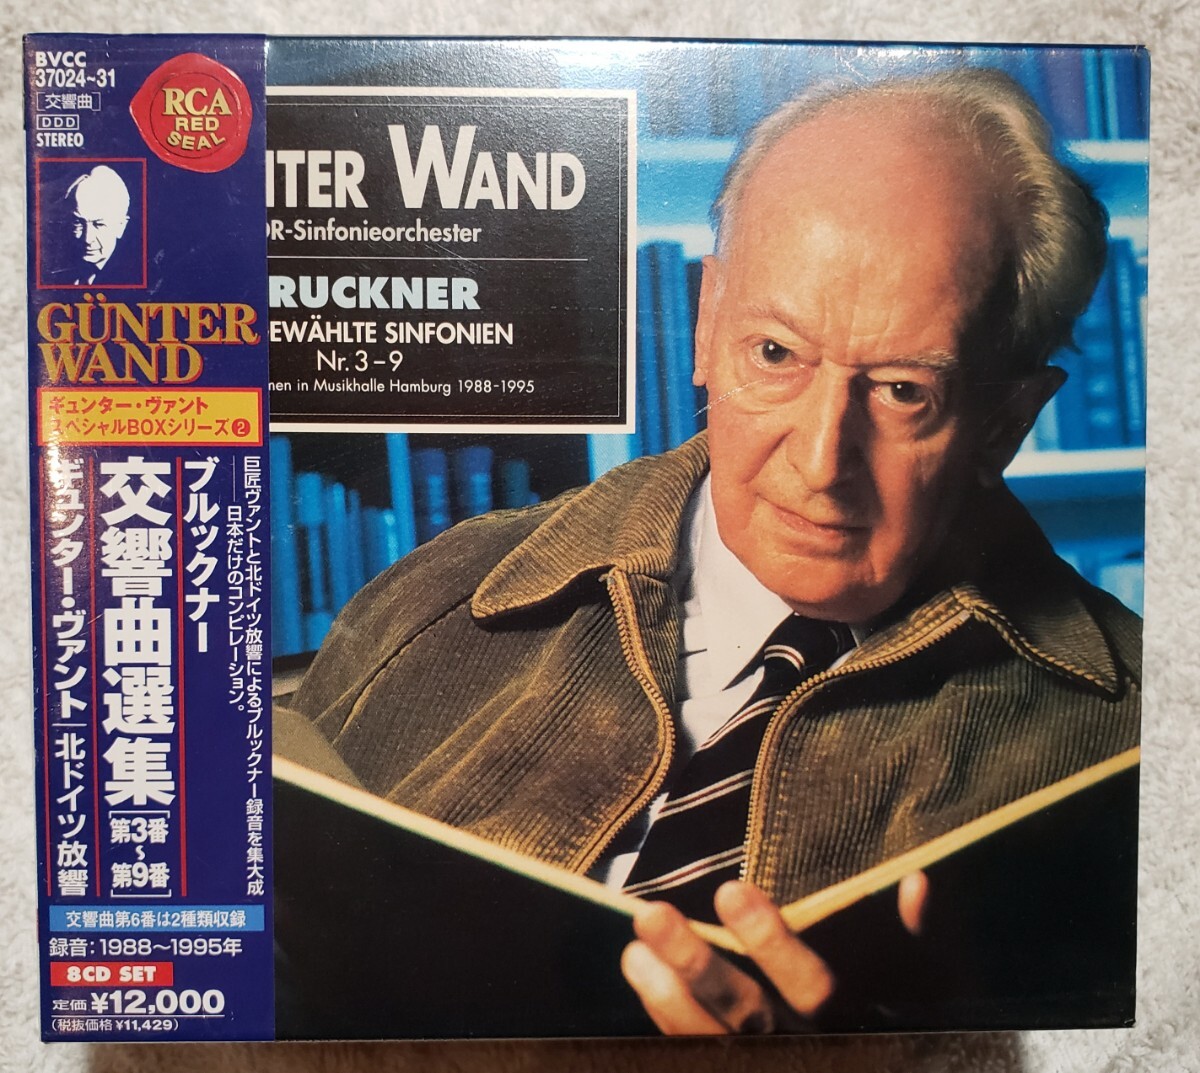 BVCC
37024~31
交響曲
DDD
STEREO
RCA
RED
SEAL
GÜNTER
WAND
ギュンター・ヴァント
スペシャルBOXシリーズ❷
巨匠ヴァントと北ドイツ放響によるブルックナー録音を集大成
——日本だけのコンピレーション。
ブルックナー
交響曲選集
[第3番~第9番]
ギュンター・ヴァント|北ドイツ放響
交響曲第6番は2種類収録
録音:1988〜1995年
8CD SET
定価 ¥12,000
(税抜価格 ¥11,429)
NTER WAND
DR-Sinfonieorchester
RUCKNER
EWÄHLTE SINFONIEN
Nr. 3–9
men in Musikhalle Hamburg 1988-1995